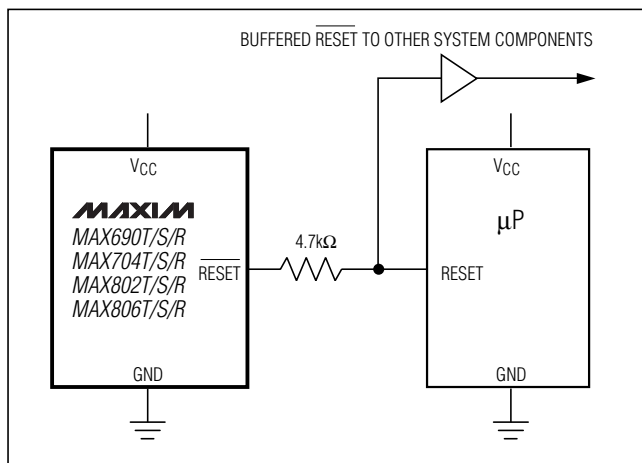 BUFFERED RESET TO OTHER SYSTEM COMPONENTS
VCC
MAXIM
MAX690T/S/R
MAX704T/S/R
MAX802T/S/R
MAX806T/S/R
RESET
GND
4.7kΩ
VCC
μP
RESET
GND